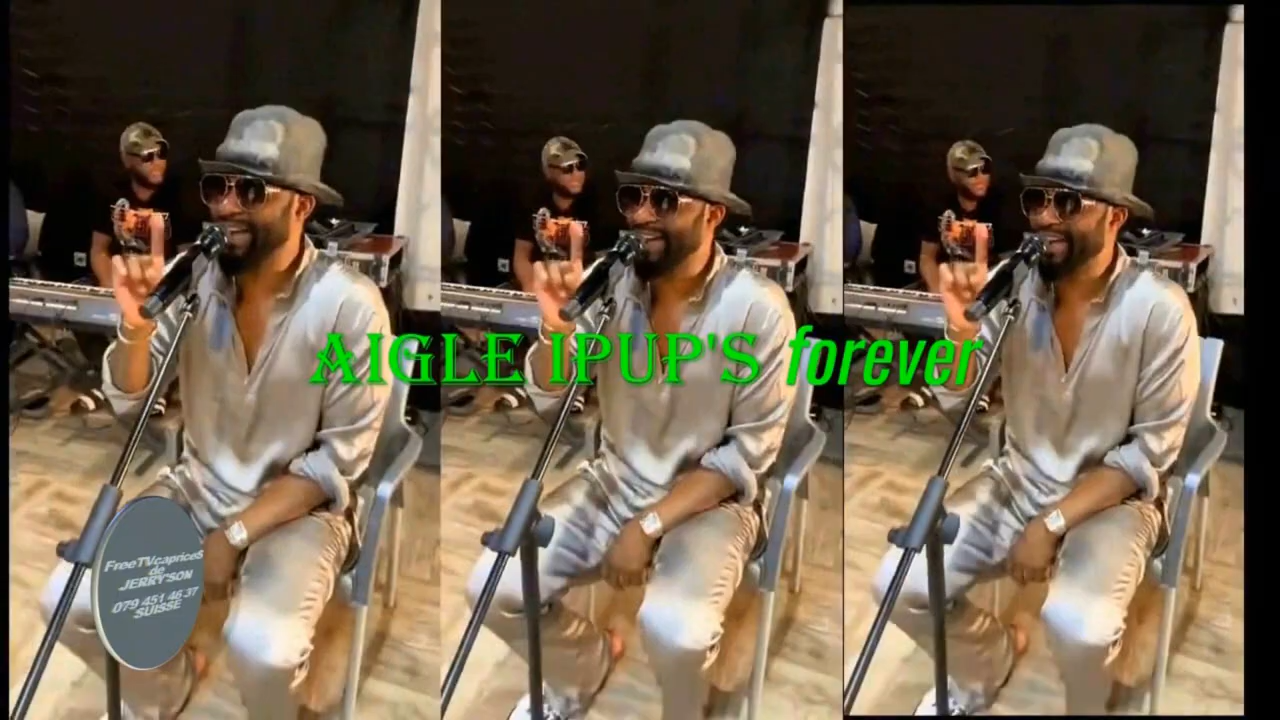 AIGLE IPUP'S forever
FreeTVcapriceS
de
JERRY'SON
079 451 46 37
SUISSE